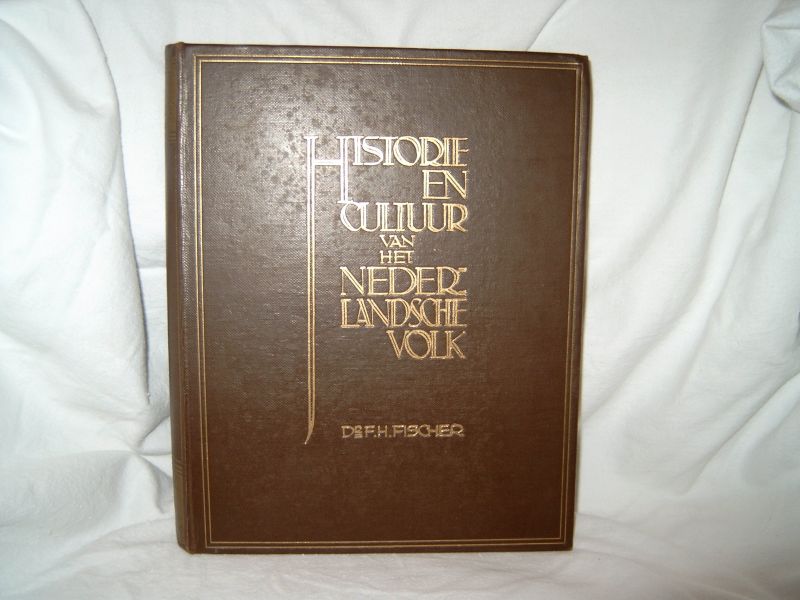 HISTORIE
EN
CULTUUR
VAN
HET
NEDER-
LANDSCHE
VOLK
DR F. H. FISCHER